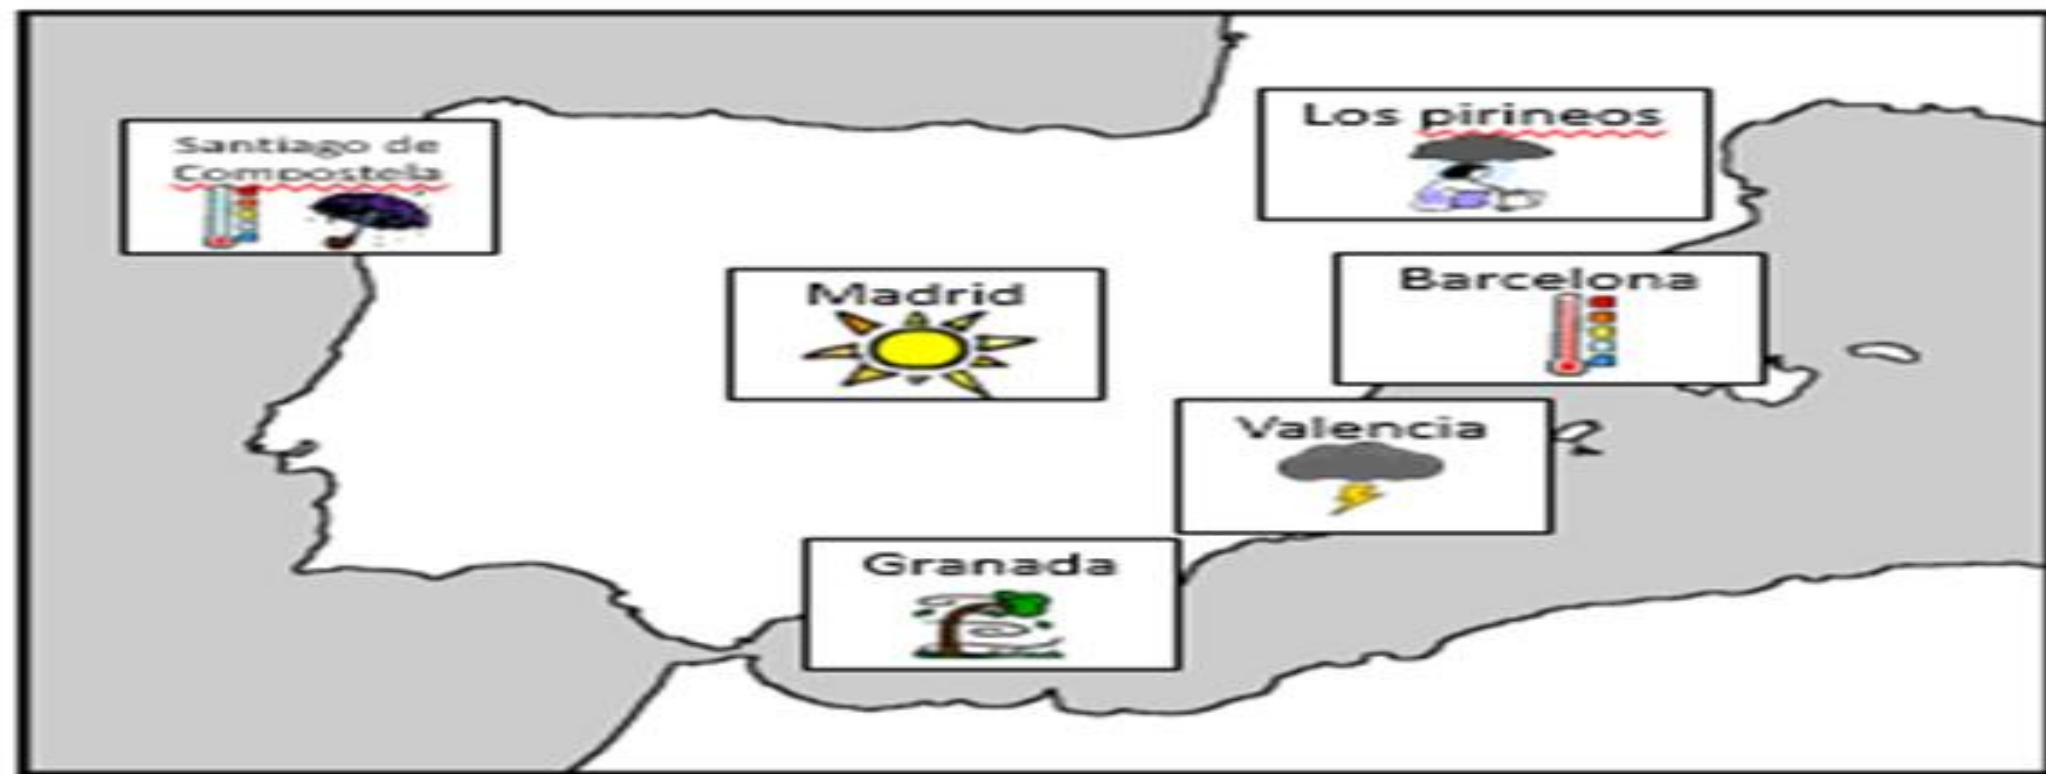 Los pirineos
Santiago de
Compostela
Madrid
Barcelona
Valencia
Granada